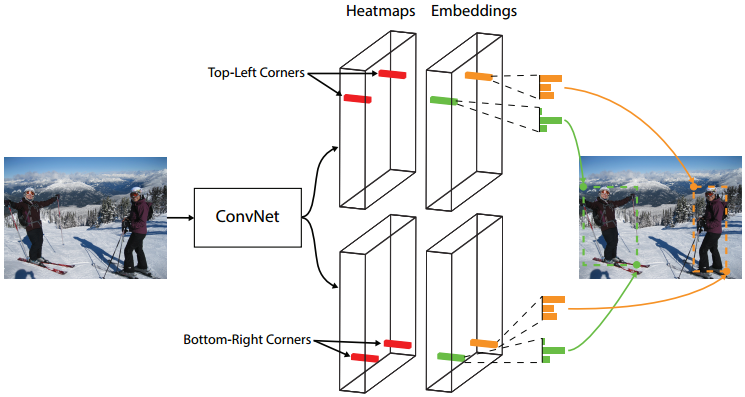 Heatmaps Embeddings
Top-Left Corners
ConvNet
Bottom-Right Corners